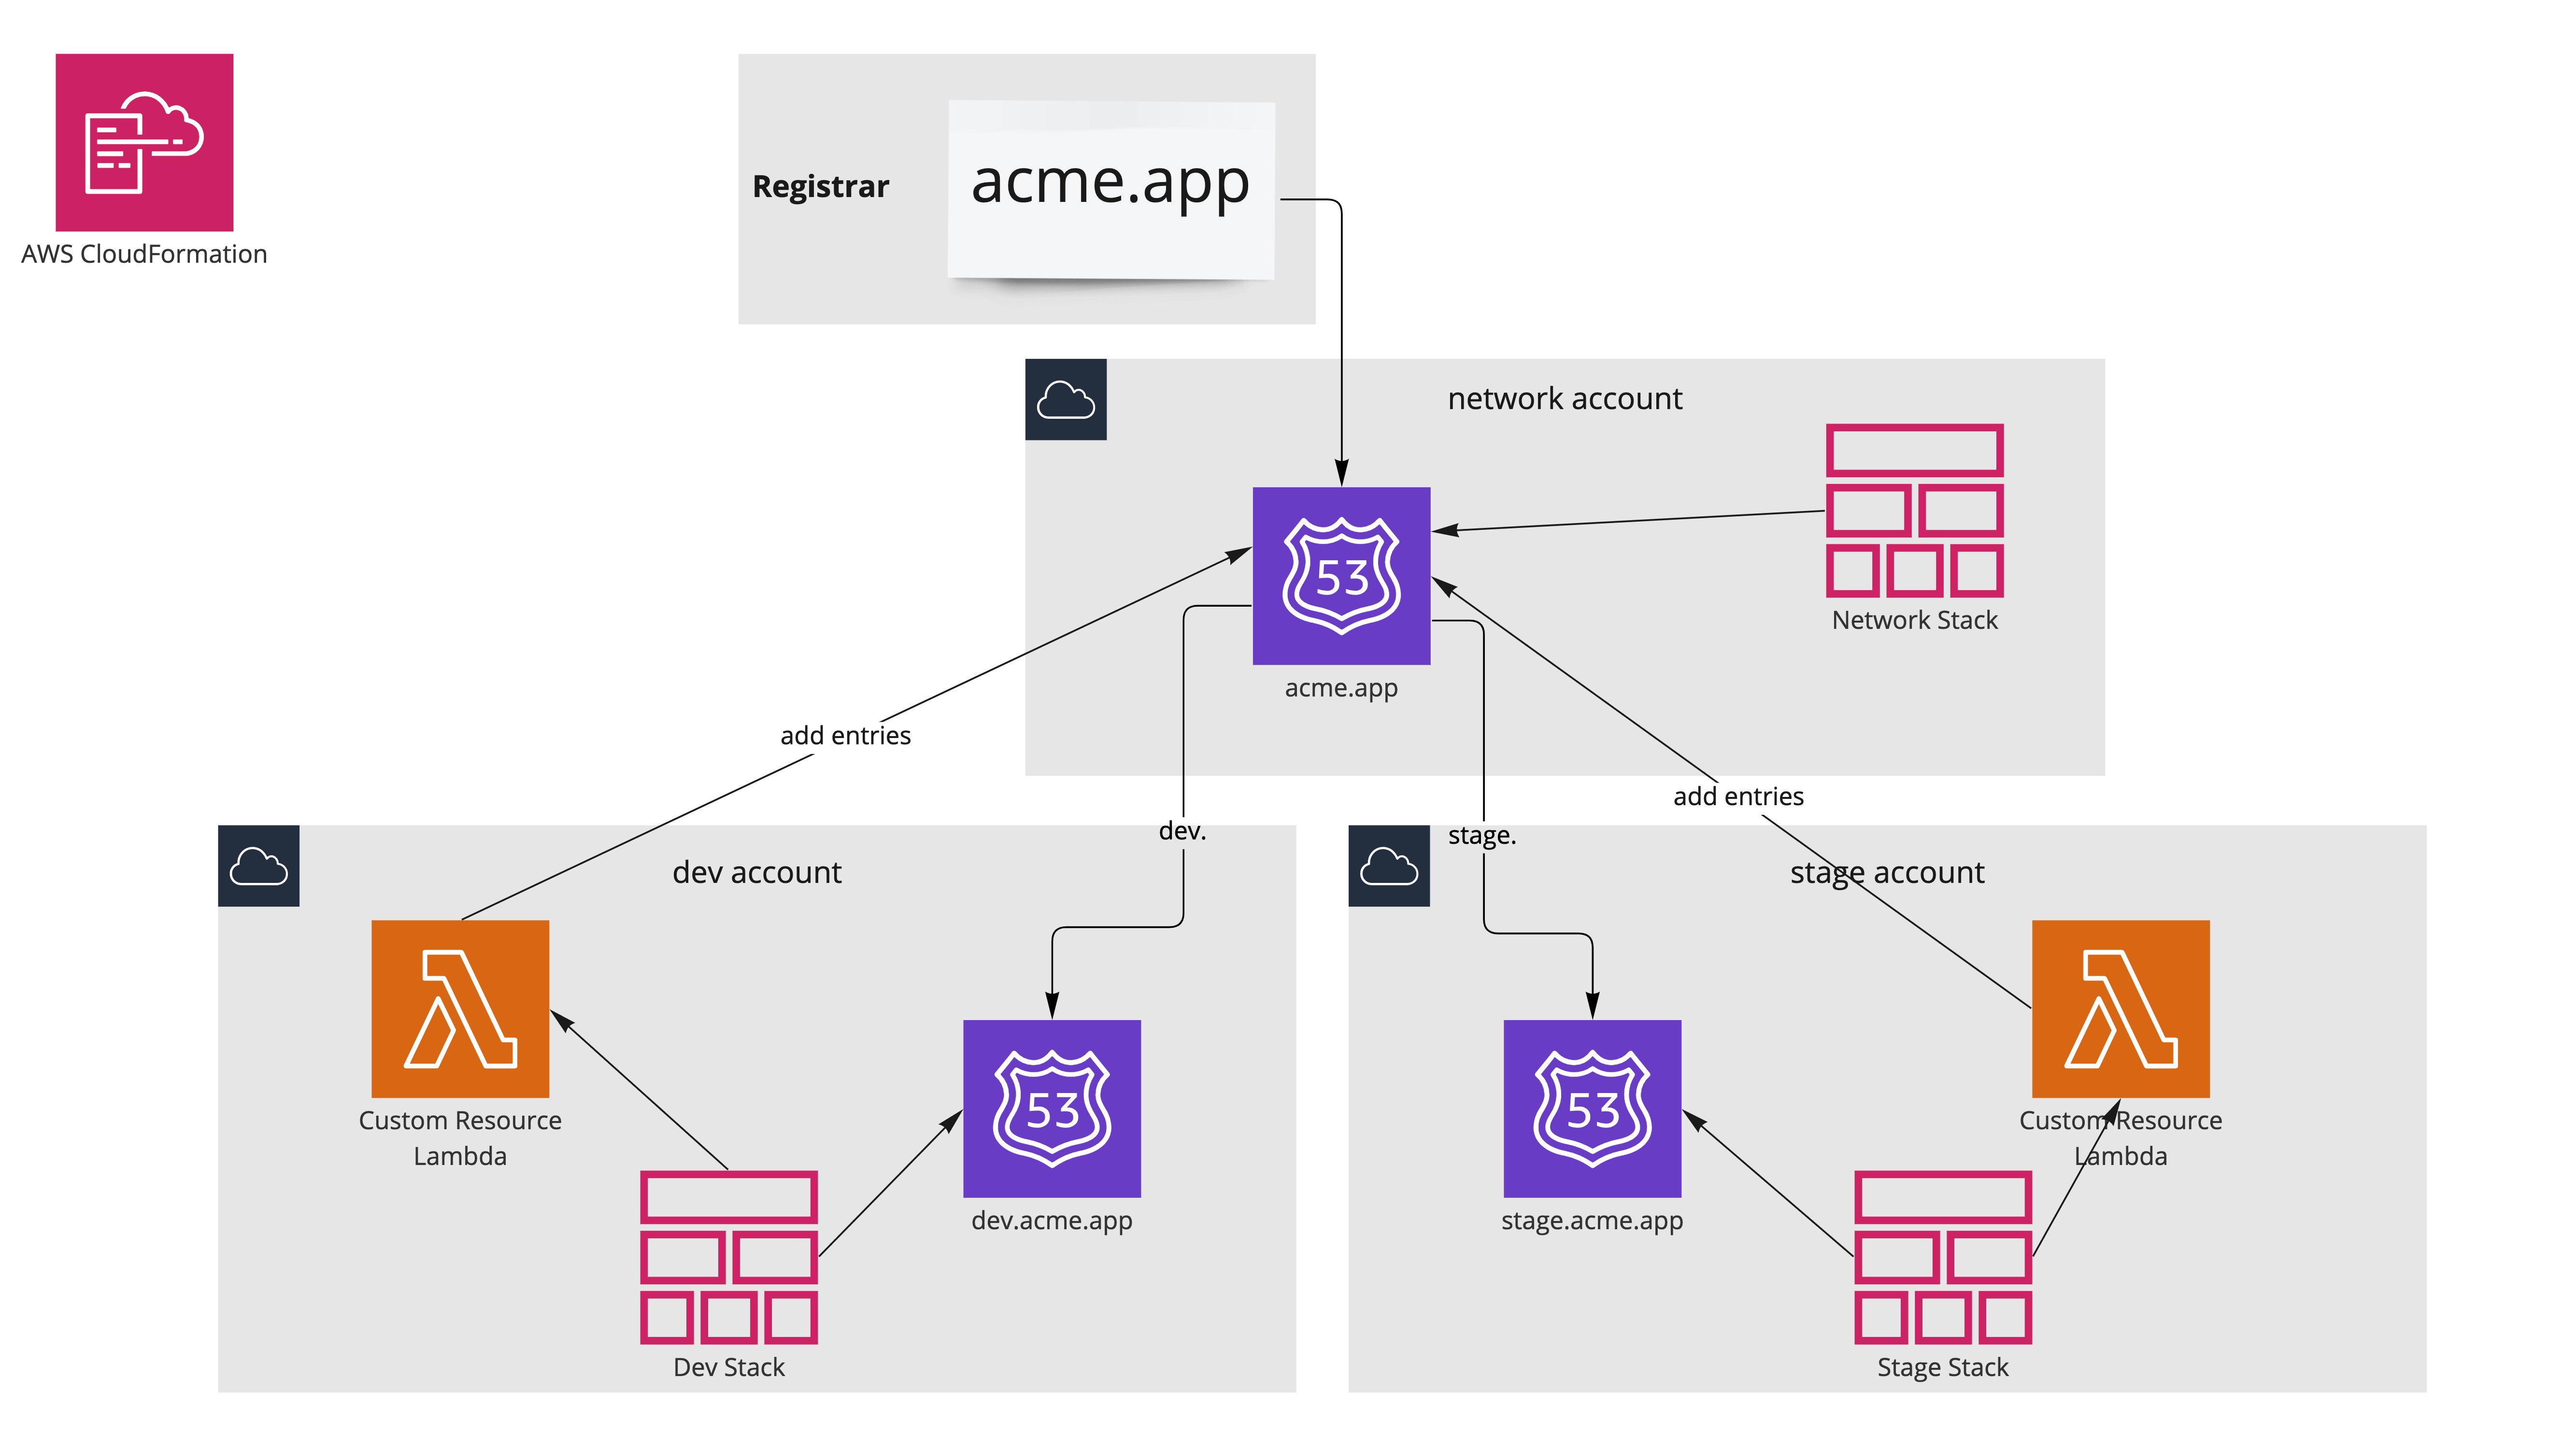 AWS CloudFormation
Registrar
acme.app
network account
53
acme.app
Network Stack
add entries
add entries
dev.
stage.
dev account
stage account
Custom Resource
Lambda
53
dev.acme.app
Dev Stack
53
stage.acme.app
Custom Resource
Lambda
Stage Stack